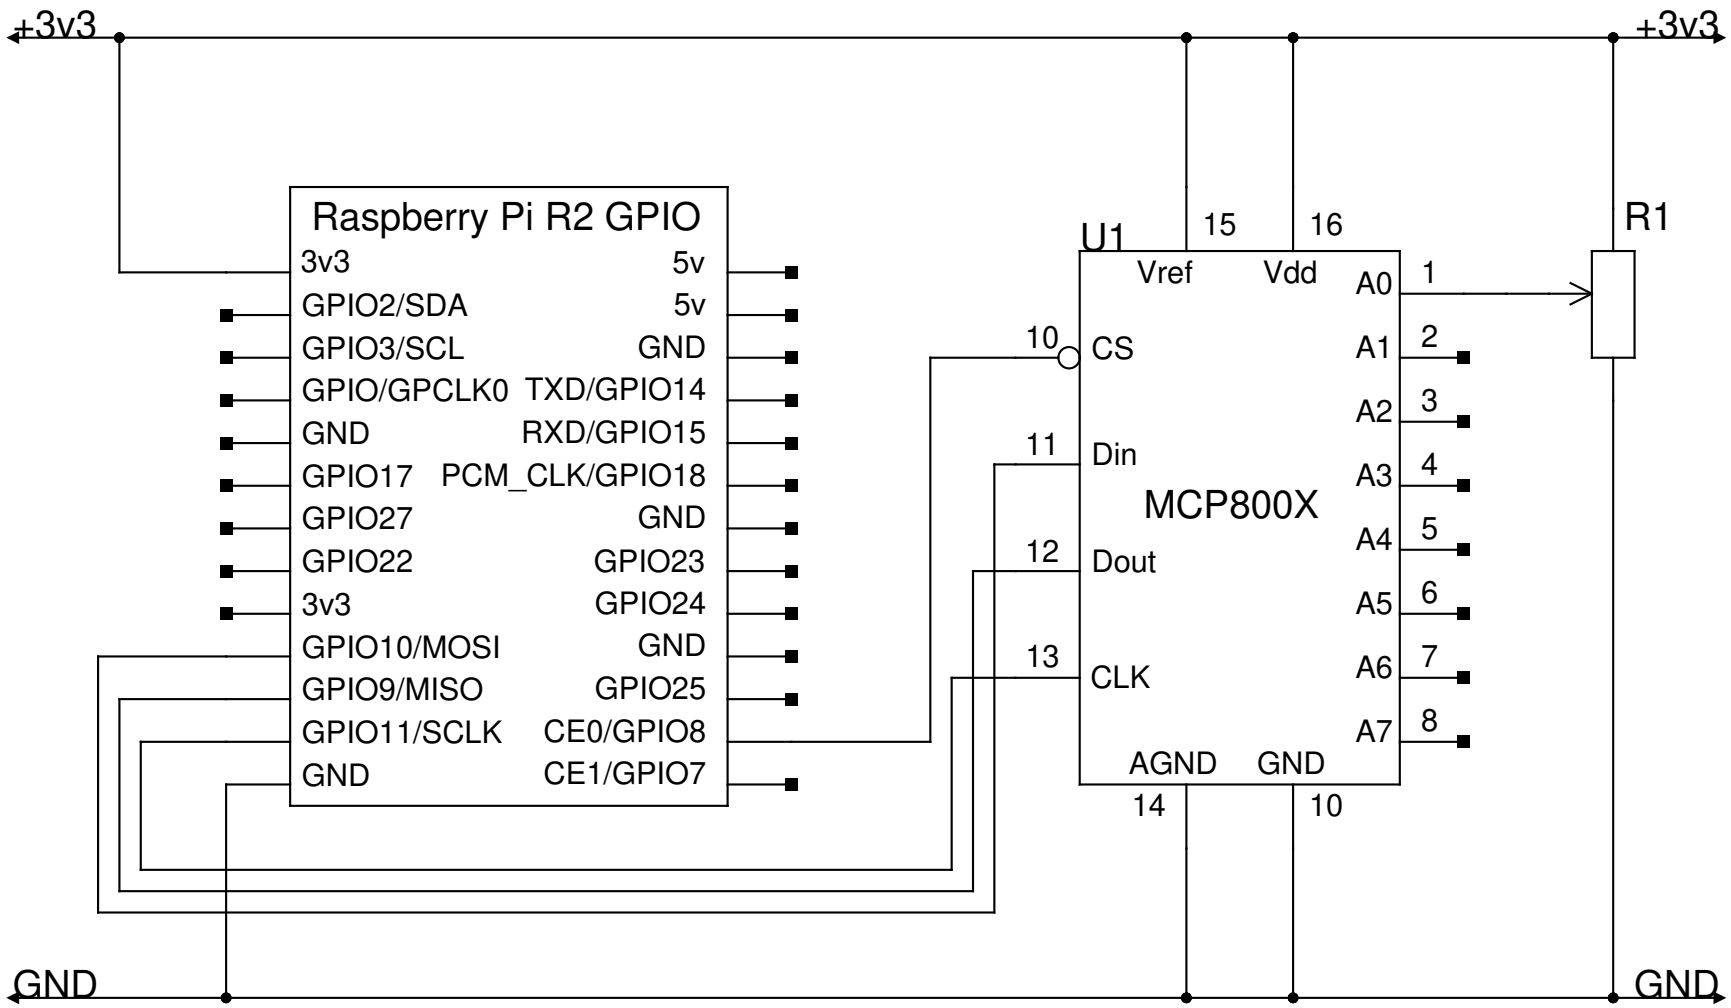 +3v3 +3v3
Raspberry Pi R2 GPIO
3v3 5v
GPIO2/SDA 5v
GPIO3/SCL GND
GPIO/GPCLK0 TXD/GPIO14
GND RXD/GPIO15
GPIO17 PCM_CLK/GPIO18
GPIO27 GND
GPIO22 GPIO23
3v3 GPIO24
GPIO10/MOSI GND
GPIO9/MISO GPIO25
GPIO11/SCLK CE0/GPIO8
GND CE1/GPIO7
U1
15 16
Vref Vdd
10 CS
11 Din
12 Dout
13 CLK
MCP800X
A0 1
A1 2
A2 3
A3 4
A4 5
A5 6
A6 7
A7 8
AGND GND
14 10
R1
GND GND